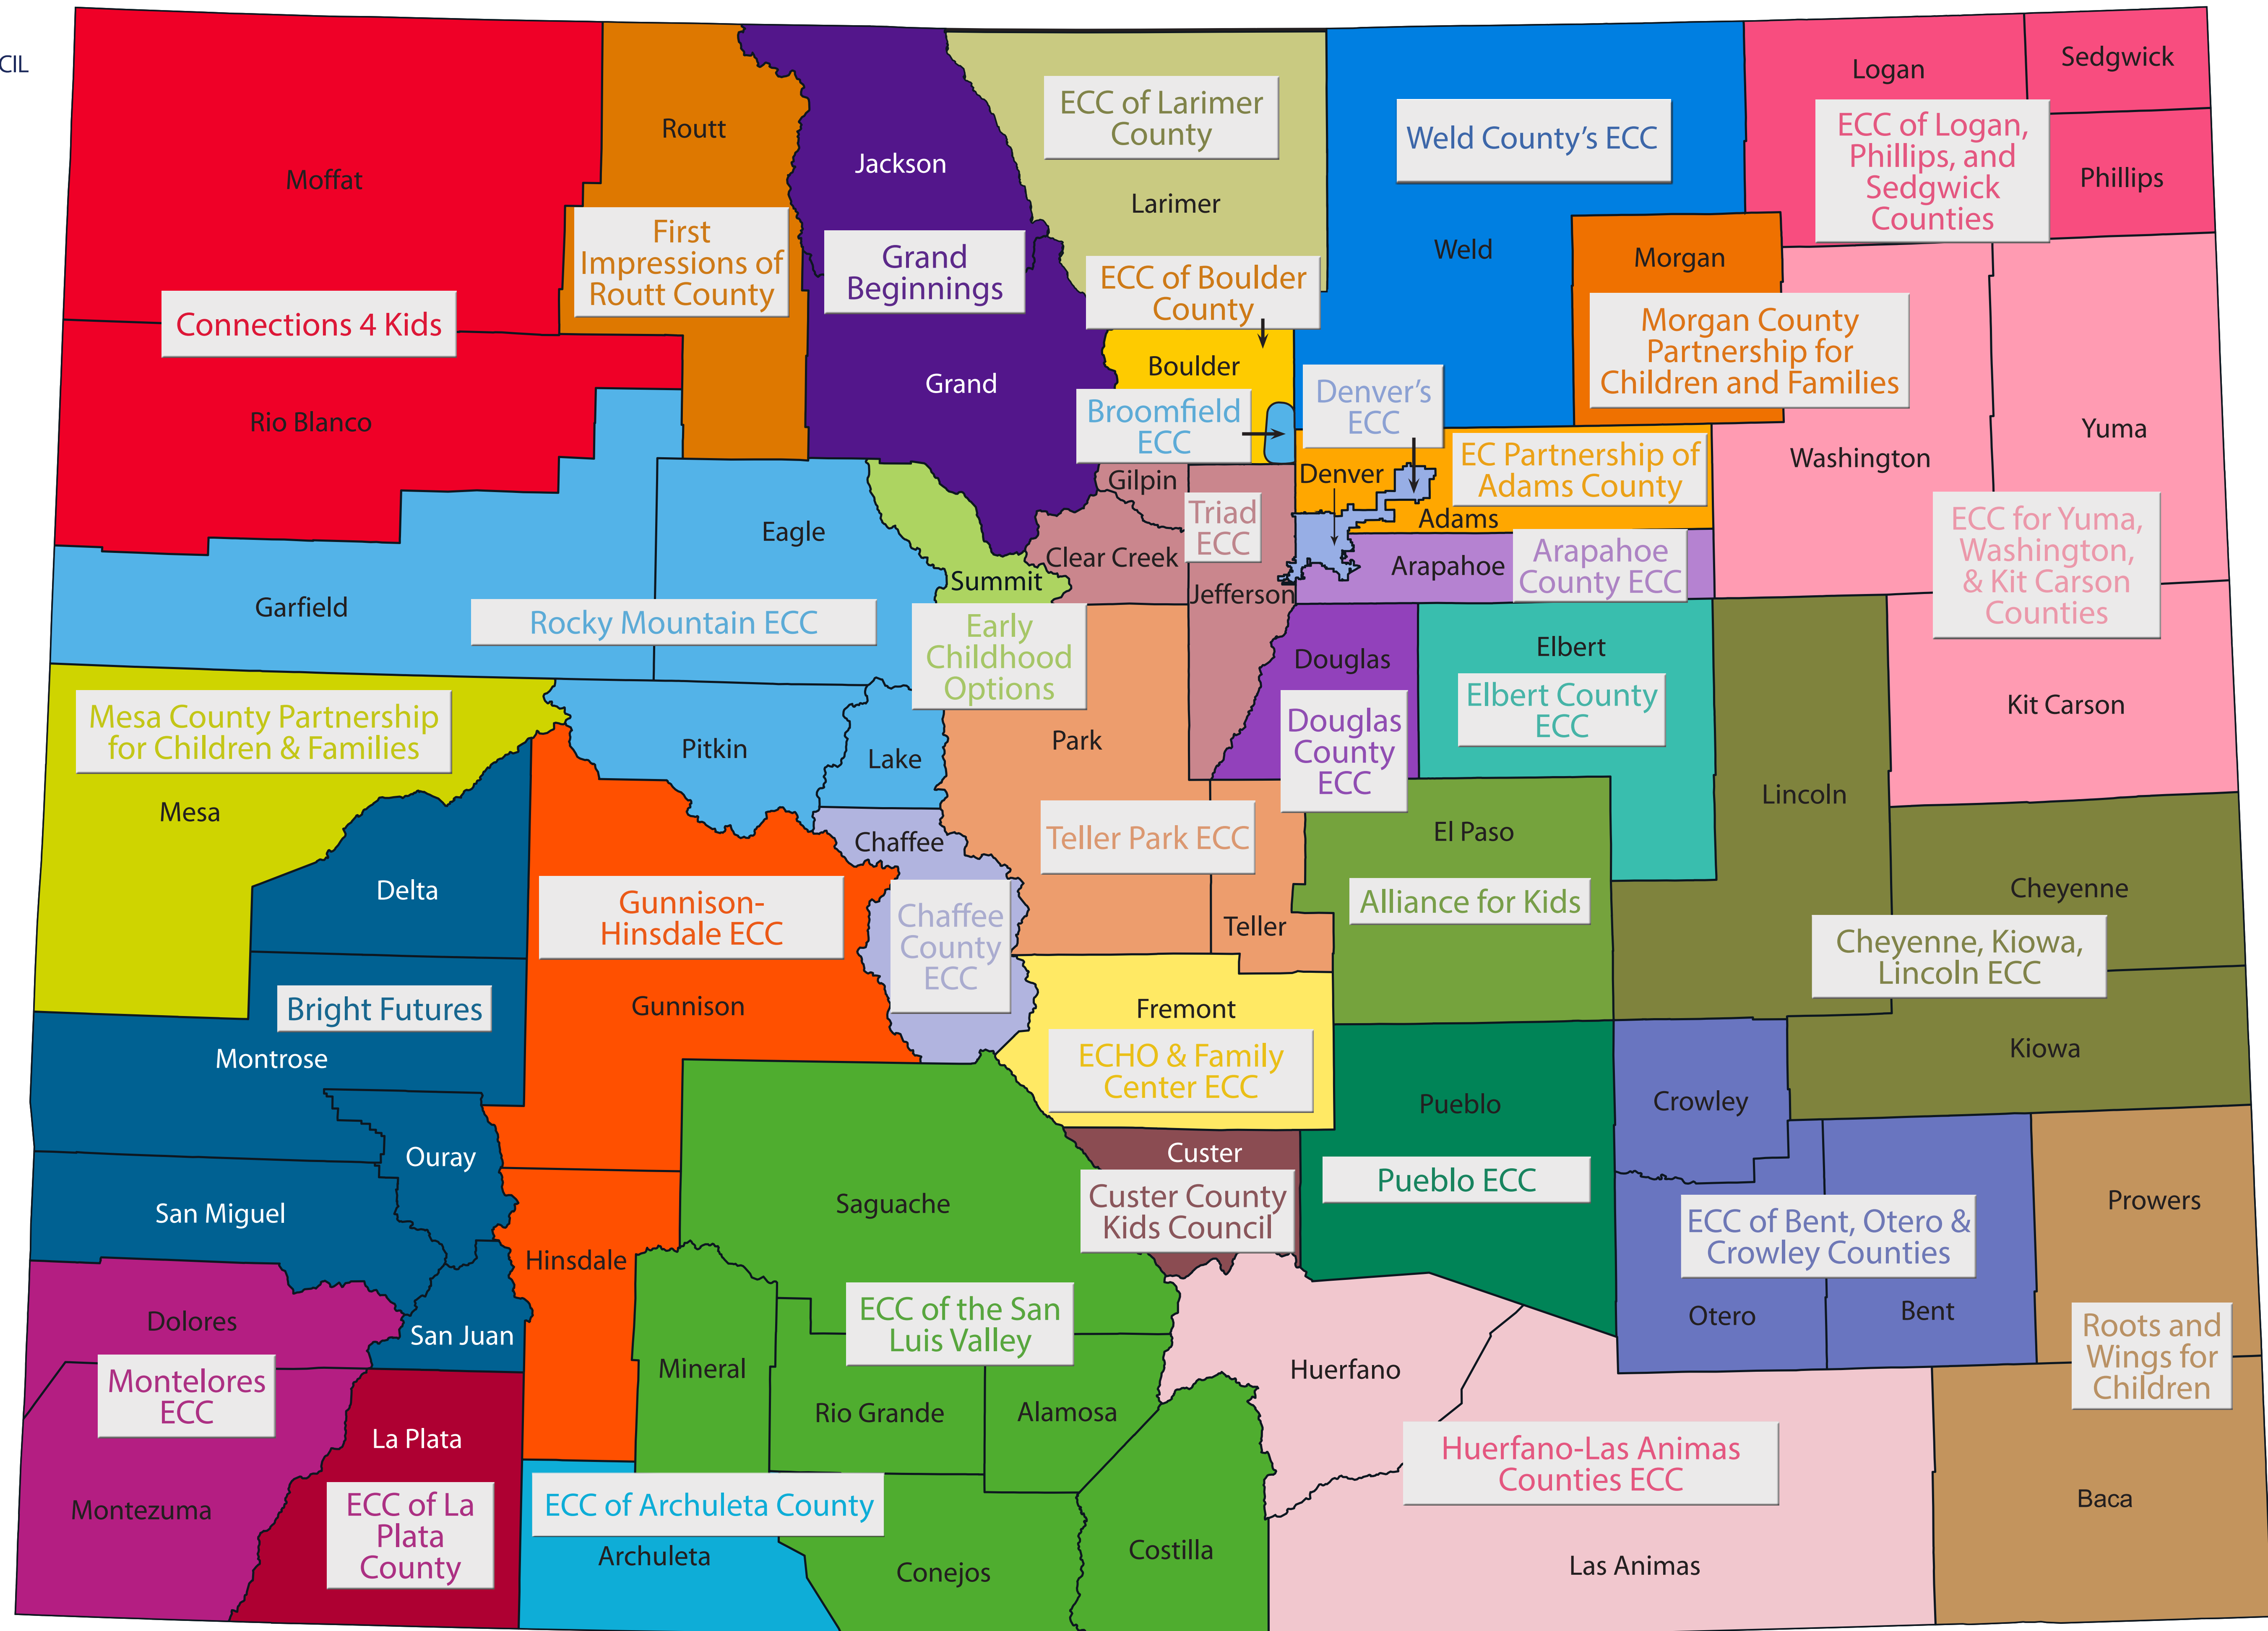 CIL
Moffat
Connections 4 Kids
Rio Blanco
Routt
First
Impressions of
Routt County
Jackson
Grand
Beginnings
Grand
ECC of Larimer
County
Larimer
ECC of Boulder
County
Boulder
Broomfield
ECC
Weld County’s ECC
Weld
Denver’s
ECC
Denver
Morgan
Morgan County
Partnership for
Children and Families
Logan
Sedgwick
ECC of Logan,
Phillips, and
Sedgwick
Counties
Phillips
Yuma
Washington
ECC for Yuma,
Washington,
& Kit Carson
Counties
Kit Carson
EC Partnership of
Adams County
Adams
Arapahoe
Arapahoe
County ECC
Gilpin
Triad
ECC
Clear Creek
Jefferson
Eagle
Garfield
Rocky Mountain ECC
Summit
Early
Childhood
Options
Pitkin
Lake
Mesa County Partnership
for Children & Families
Mesa
Park
Teller Park ECC
Teller
Douglas
Douglas
County
ECC
Elbert
Elbert County
ECC
Lincoln
El Paso
Alliance for Kids
Cheyenne
Cheyenne, Kiowa,
Lincoln ECC
Kiowa
Delta
Bright Futures
Montrose
Ouray
San Miguel
San Juan
Gunnison-
Hinsdale ECC
Gunnison
Hinsdale
Chaffee
Chaffee
County
ECC
Fremont
ECHO & Family
Center ECC
Custer
Custer County
Kids Council
Pueblo
Pueblo ECC
Crowley
ECC of Bent, Otero &
Crowley Counties
Otero
Bent
Prowers
Roots and
Wings for
Children
Baca
Saguache
ECC of the San
Luis Valley
Mineral
Rio Grande
Alamosa
Conejos
Costilla
Huerfano
Huerfano-Las Animas
Counties ECC
Las Animas
Dolores
Montelores
ECC
Montezuma
La Plata
ECC of La
Plata
County
ECC of Archuleta County
Archuleta